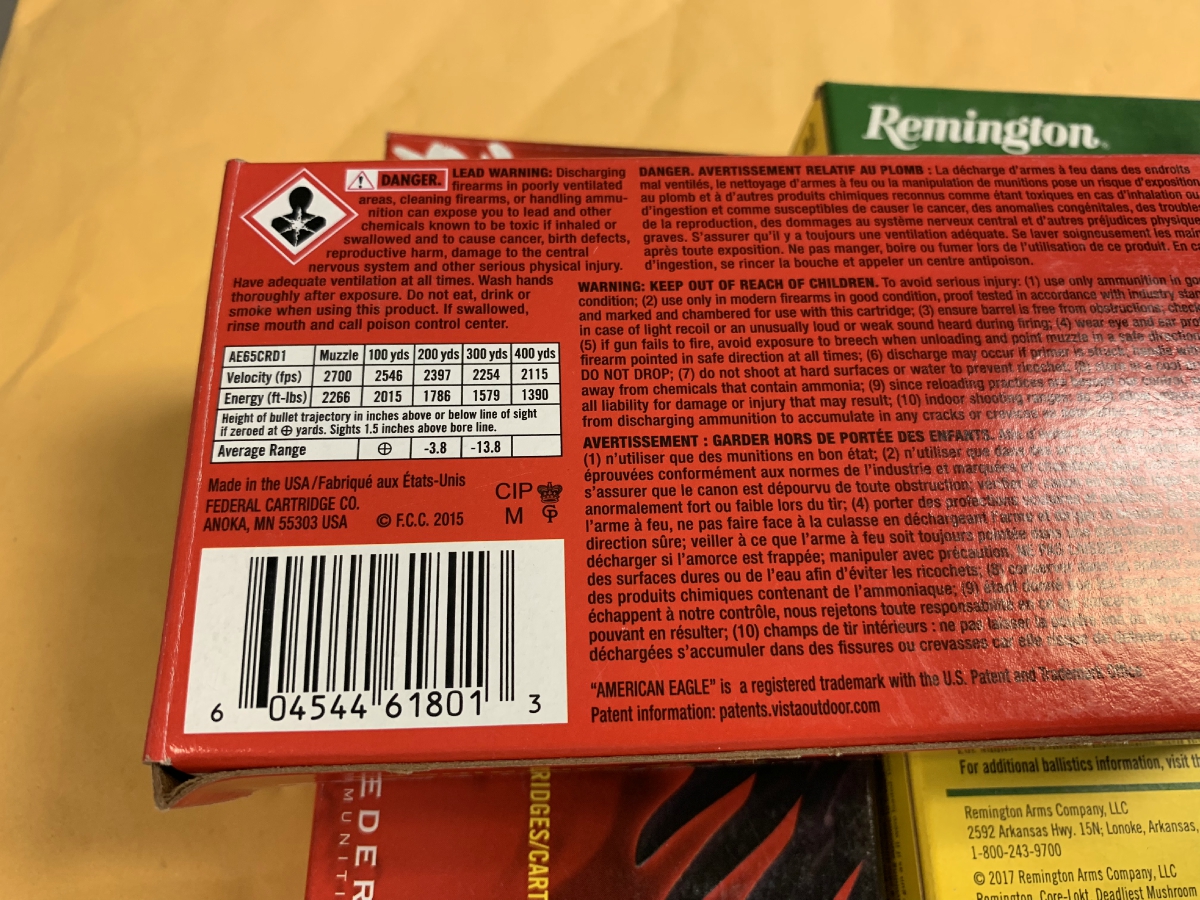 Remington
DANGER.
LEAD WARNING: Discharging
firearms in poorly ventilated
areas, cleaning firearms, or handling ammu-
nition can expose you to lead and other
chemicals known to be toxic if inhaled or
swallowed and to cause cancer, birth defects,
reproductive harm, damage to the central
nervous system and other serious physical injury.
Have adequate ventilation at all times. Wash hands
thoroughly after exposure. Do not eat, drink or
smoke when using this product. If swallowed,
rinse mouth and call poison control center.
AE65CRD1 Muzzle 100 yds 200 yds 300 yds 400 yds
Velocity (fps) 2700 2546 2397 2254 2115
Energy (ft-lbs) 2266 2015 1786 1579 1390
Height of bullet trajectory in inches above or below line of sight
if zeroed at ⊕ yards. Sights 1.5 inches above bore line.
Average Range ⊕ -3.8 -13.8
Made in the USA/Fabriqué aux États-Unis
FEDERAL CARTRIDGE CO.
ANOKA, MN 55303 USA © F.C.C. 2015
CIP
M
6 04544 61801 3
DANGER. AVERTISSEMENT RELATIF AU PLOMB : La décharge d'armes à feu dans des endroits
mal ventilés, le nettoyage d'armes à feu ou la manipulation de munitions pose un risque d'exposition
au plomb et à d'autres produits chimiques reconnus comme étant toxiques en cas d'inhalation ou
d'ingestion et comme susceptibles de causer le cancer, des anomalies congénitales, des troubles
de la reproduction, des dommages au système nerveux central et d'autres préjudices physiques
graves. S'assurer qu'il y a toujours une ventilation adéquate. Se laver soigneusement les mains
après toute exposition. Ne pas manger, boire ou fumer lors de l'utilisation de ce produit. En
d'ingestion, se rincer la bouche et appeler un centre antipoison.
WARNING: KEEP OUT OF REACH OF CHILDREN. To avoid serious injury: (1) use only ammunition in
condition; (2) use only in modern firearms in good condition, proof tested in accordance with industry
and marked and chambered for use with this cartridge; (3) ensure barrel is free from obstructions; check
in case of light recoil or an unusually loud or weak sound heard during firing; (4) wear eye and ear
(5) if gun fails to fire, avoid exposure to breech when unloading and point muzzle in a safe direction
firearm pointed in safe direction at all times; (6) discharge may occur if primer is struck, handle
DO NOT DROP; (7) do not shoot at hard surfaces or water to prevent ricochet; (8) store in a cool
away from chemicals that contain ammonia; (9) since reloading practices
all liability for damage or injury that may result; (10) indoor shooting
from discharging ammunition to accumulate in any cracks or crevices
AVERTISSEMENT : GARDER HORS DE PORTÉE DES ENFANTS.
(1) n'utiliser que des munitions en bon état; (2) n'utiliser que
éprouvées conformément aux normes de l'industrie et marquées et
s'assurer que le canon est dépourvu de toute obstruction;
anormalement fort ou faible lors du tir; (4) porter des protections
l'arme à feu, ne pas faire face à la culasse en déchargeant l'arme
direction sûre; veiller à ce que l'arme à feu soit toujours pointée
décharger si l'amorce est frappée; manipuler avec précaution,
des surfaces dures ou de l'eau afin d'éviter les ricochets; (8)
des produits chimiques contenant de l'ammoniaque; (9) étant donné
échappent à notre contrôle, nous rejetons toute responsabilité
pouvant en résulter; (10) champs de tir intérieurs : ne pas laisser
déchargées s'accumuler dans des fissures ou crevasses car elle
"AMERICAN EAGLE" is a registered trademark with the U.S. Patent and Trademark Office
Patent information: patents.vistaoutdoor.com
EDER
MUNITI
RIDGES/CART
For additional ballistics information, visit
Remington Arms Company, LLC
2592 Arkansas Hwy. 15N; Lonoke, Arkansas,
1-800-243-9700
© 2017 Remington Arms Company, LLC
Remington, Core-Lokt, Deadliest Mushroom